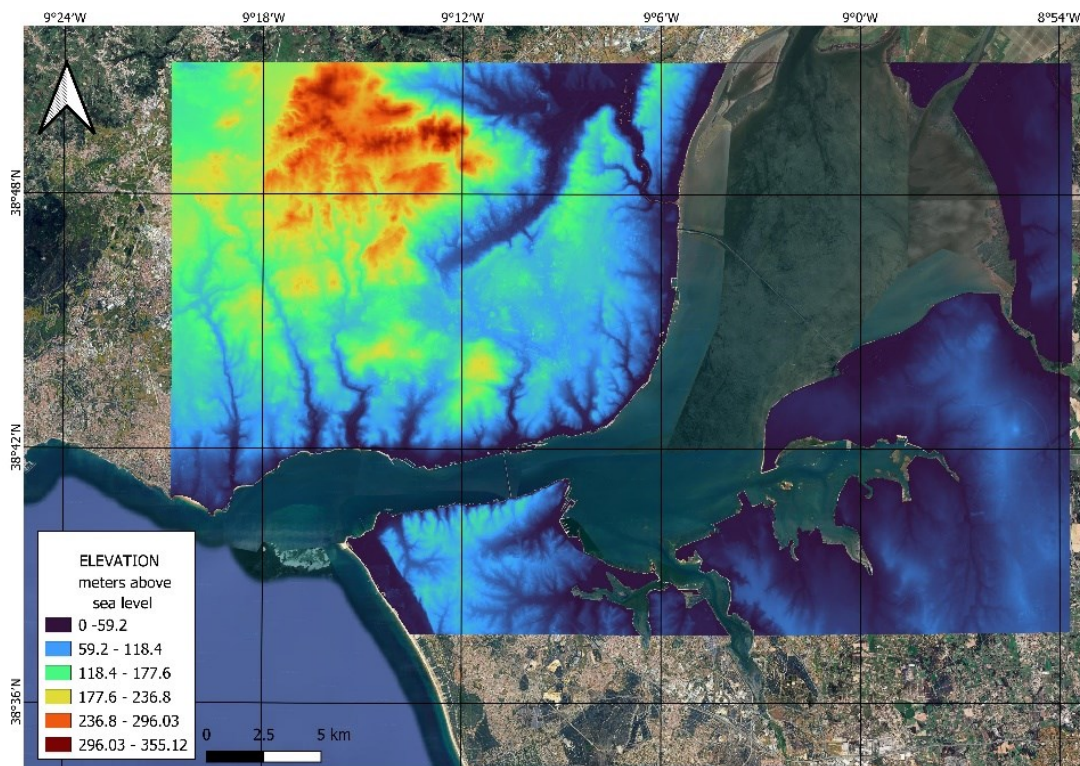 9°24'W 9°18'W 9°12'W 9°6'W 9°0'W 8°54'W
38°48'N
38°42'N
38°36'N
ELEVATION
meters above
sea level
0 -59.2
59.2 - 118.4
118.4 - 177.6
177.6 - 236.8
236.8 - 296.03
296.03 - 355.12
0 2.5 5 km